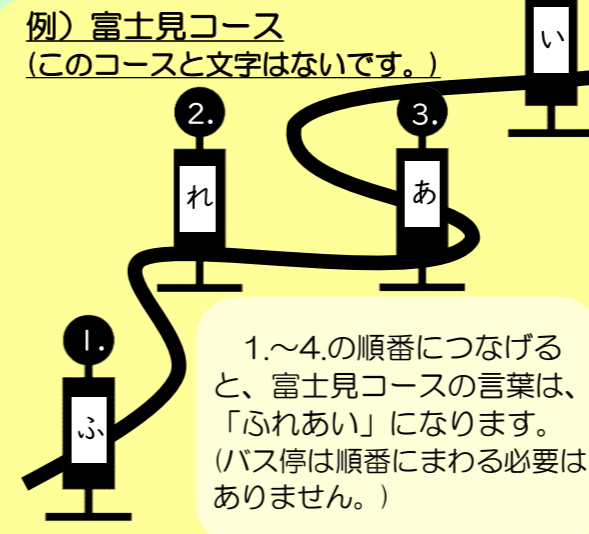 例）富士見コース
(このコースと文字はないです。)
い
2.
れ
3.
あ
1.
ふ
1.～4.の順番につなげる
と、富士見コースの言葉は、
「ふれあい」になります。
(バス停は順番にまわる必要は
ありません。)